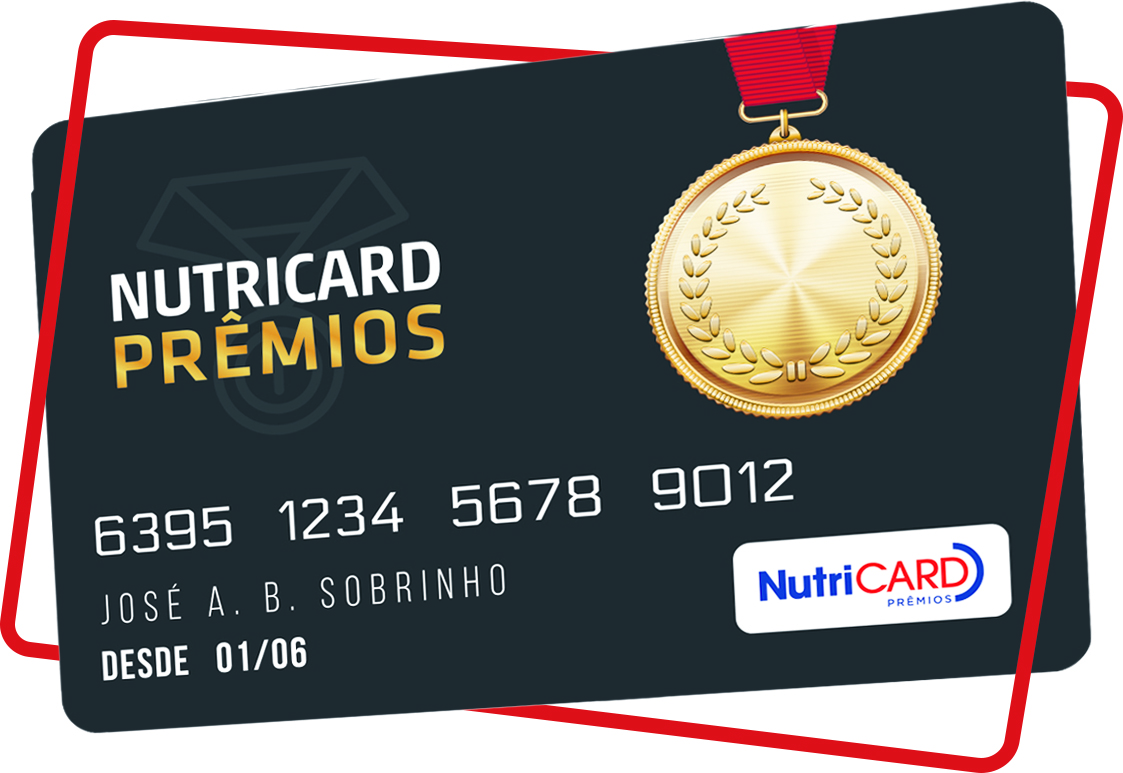 NUTRICARD
PRÊMIOS
6395 1234 5678 9012
JOSÉ A. B. SOBRINHO
DESDE 01/06
NutriCARD
PRÊMIOS